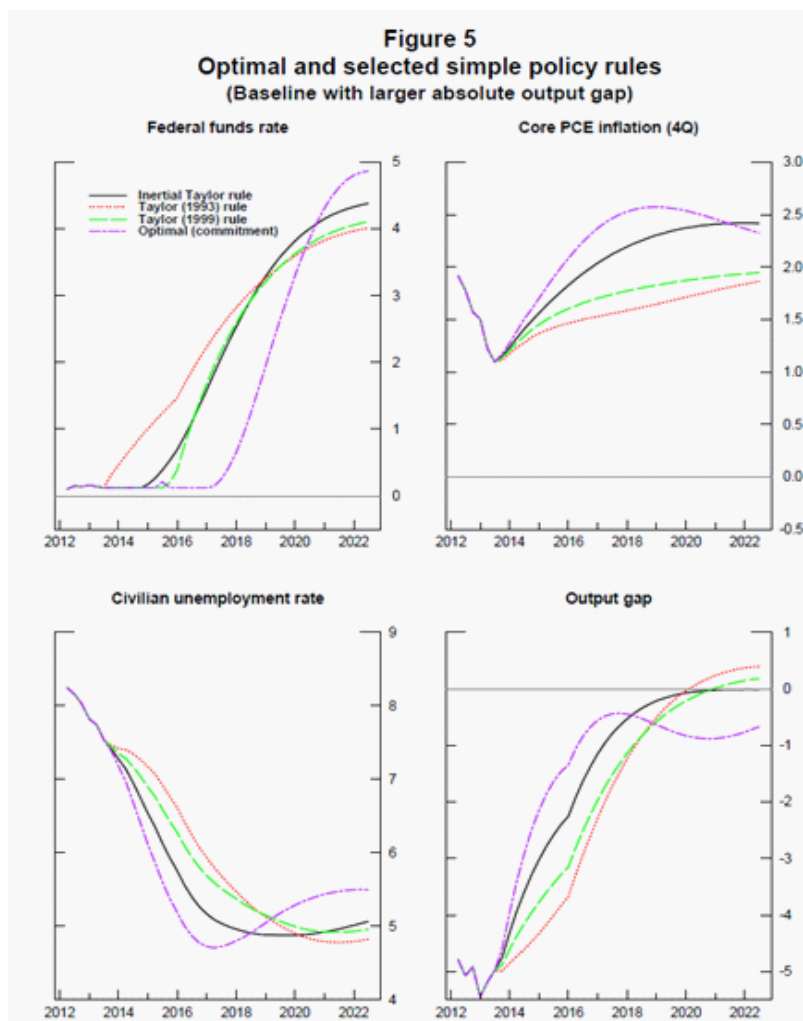 Figure 5
Optimal and selected simple policy rules
(Baseline with larger absolute output gap)
Federal funds rate
Core PCE inflation (4Q)
Inertial Taylor rule
Taylor (1993) rule
Taylor (1999) rule
Optimal (commitment)
5
4
3
2
1
0
2012 2014 2016 2018 2020 2022
3.0
2.5
2.0
1.5
1.0
0.5
0.0
-0.5
2012 2014 2016 2018 2020 2022
Civilian unemployment rate
Output gap
9
8
7
6
5
4
2012 2014 2016 2018 2020 2022
1
0
-1
-2
-3
-4
-5
2012 2014 2016 2018 2020 2022